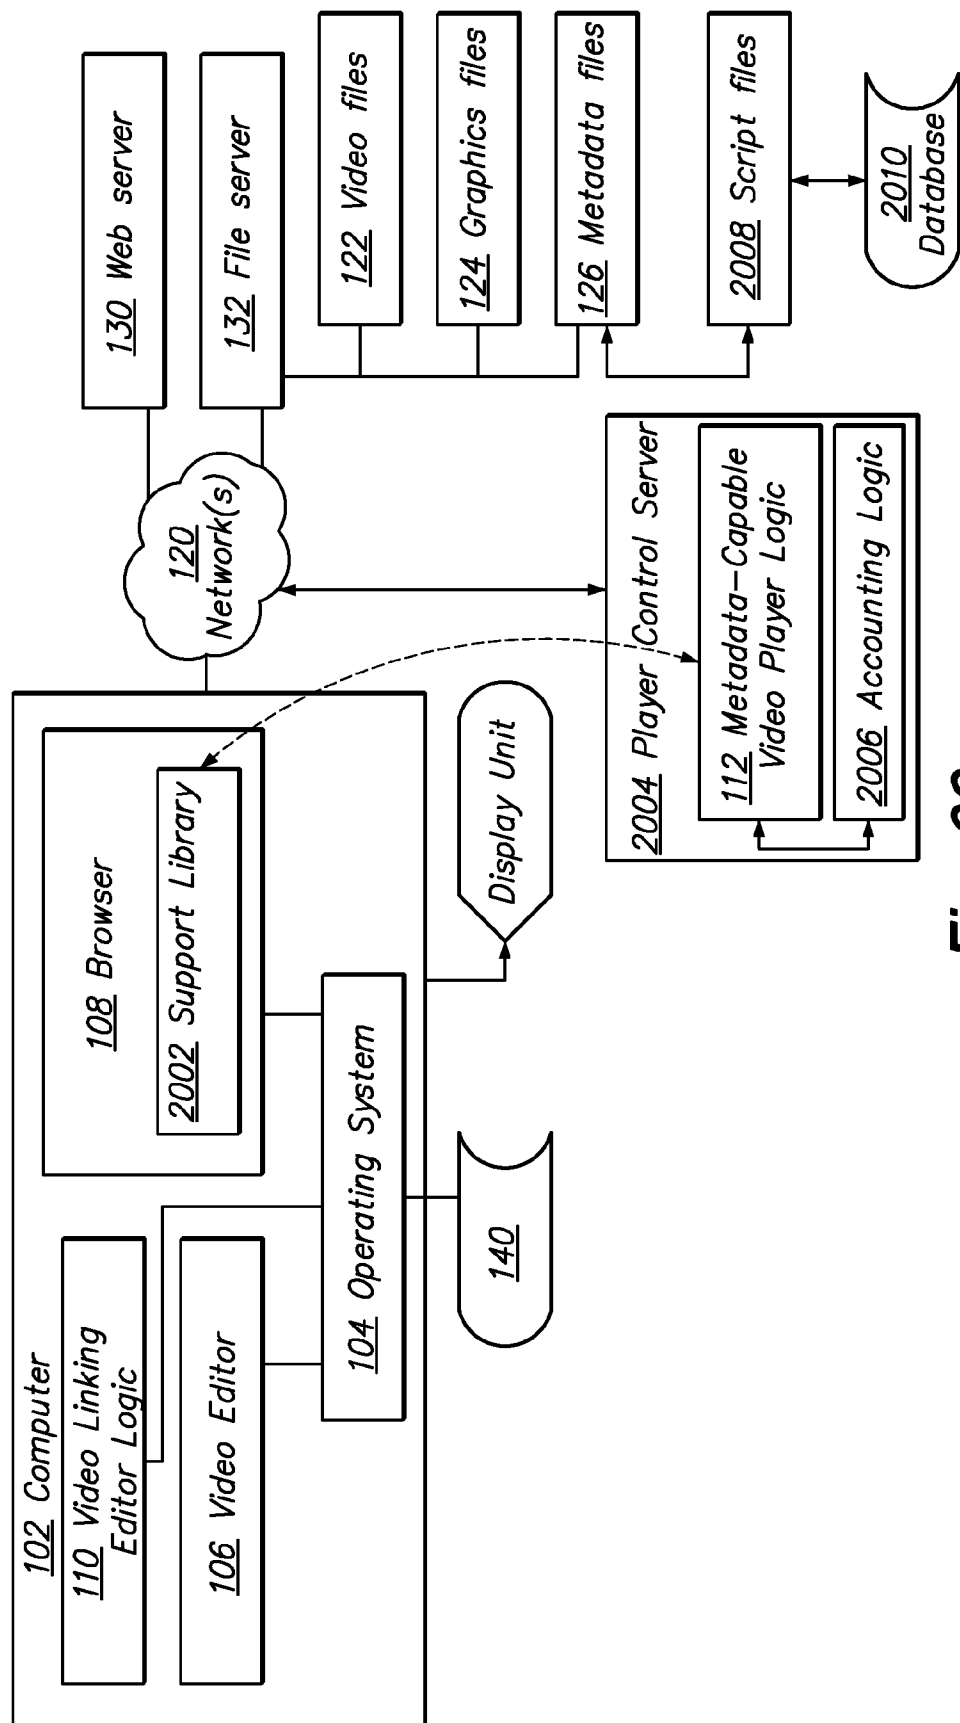 102 Computer
110 Video Linking
Editor Logic
106 Video Editor
108 Browser
2002 Support Library
104 Operating System
140
Display Unit
120
Network(s)
130 Web server
132 File server
122 Video files
124 Graphics files
126 Metadata files
2008 Script files
2010
Database
2004 Player Control Server
112 Metadata-Capable
Video Player Logic
2006 Accounting Logic